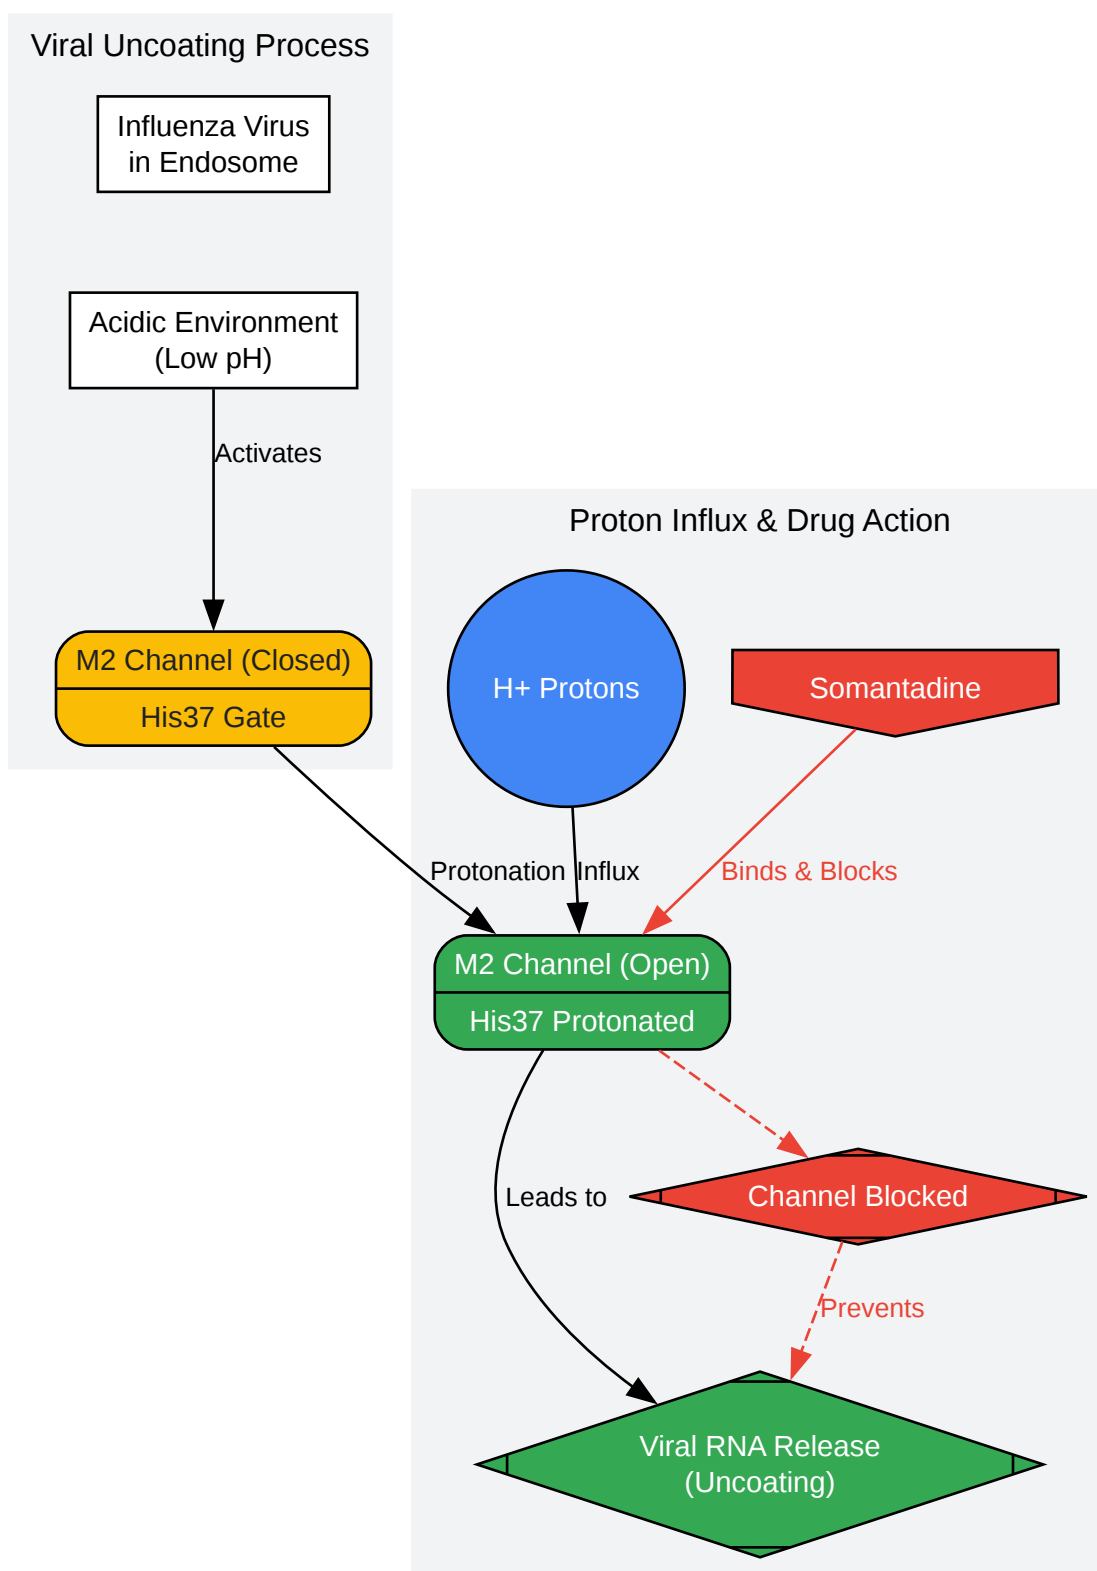 Viral Uncoating Process
Influenza Virus
in Endosome
Acidic Environment
(Low pH)
Activates
M2 Channel (Closed)
His37 Gate
Proton Influx & Drug Action
H+ Protons
Somantadine
Protonation
Influx
Binds & Blocks
M2 Channel (Open)
His37 Protonated
Leads to
Channel Blocked
Prevents
Viral RNA Release
(Uncoating)